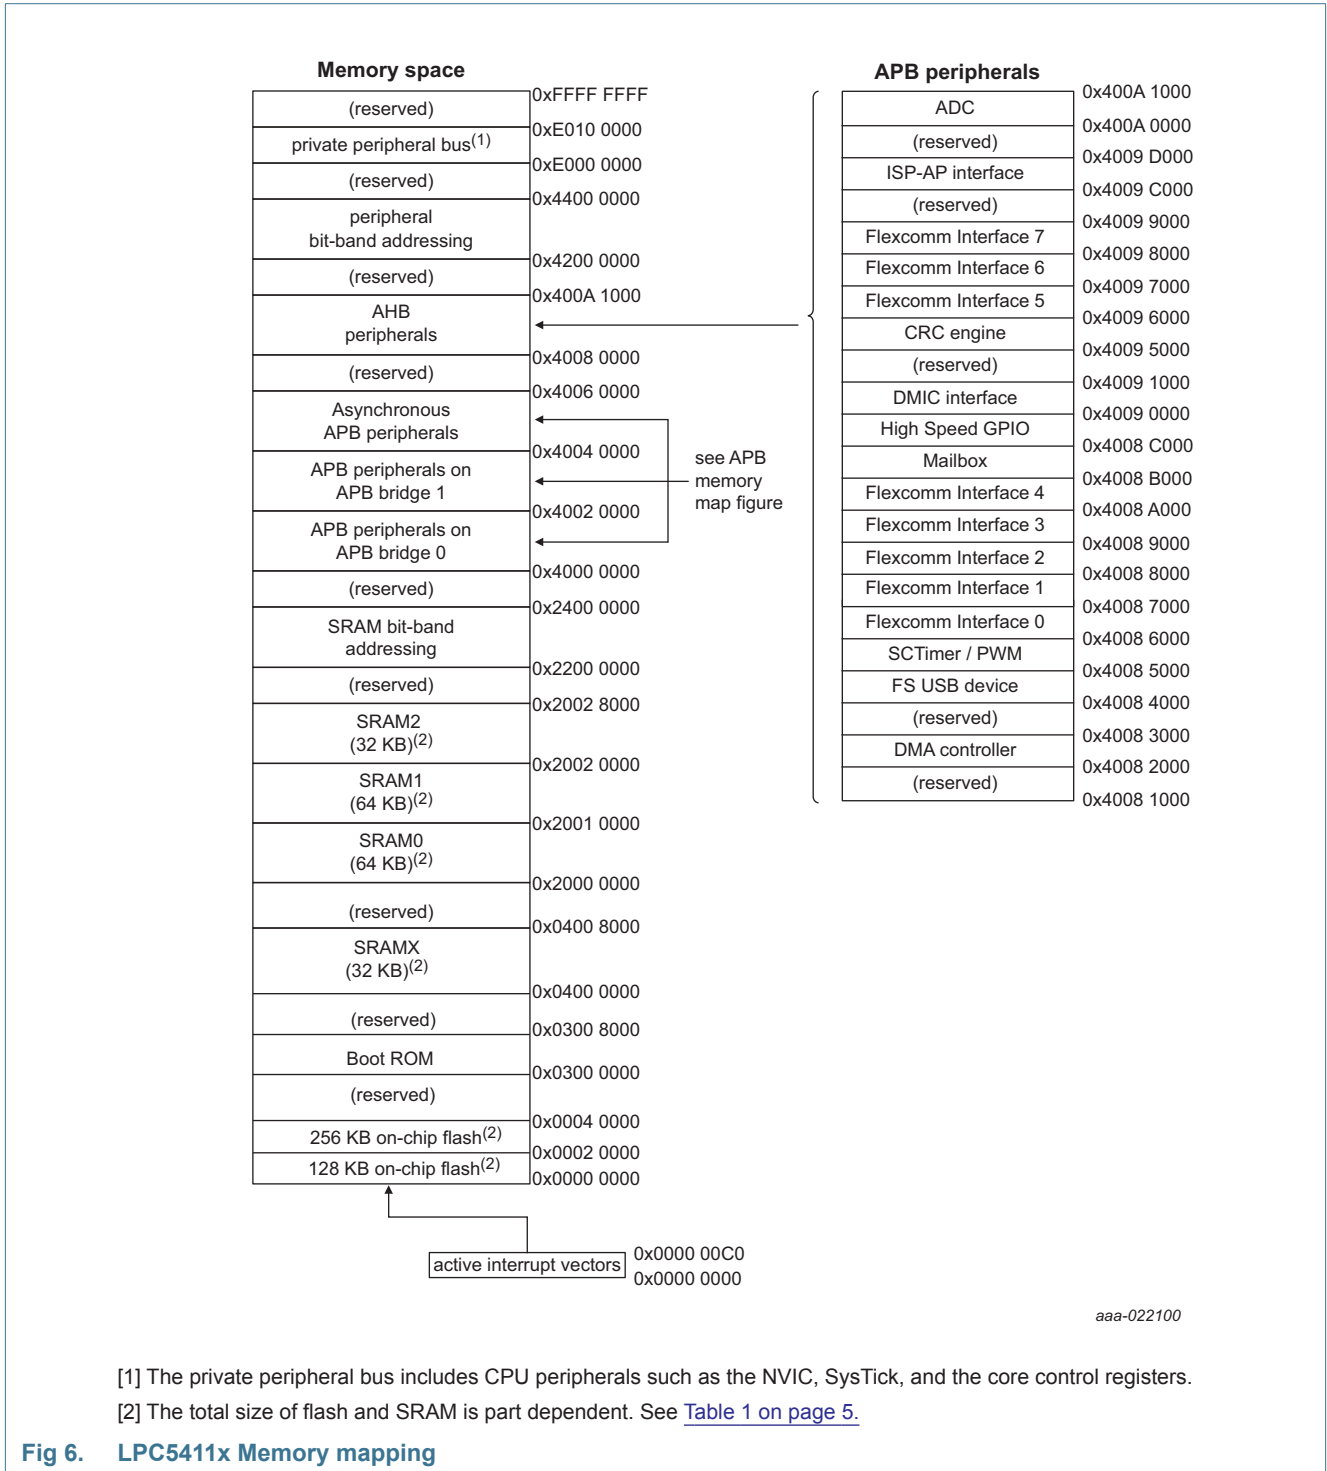 Memory space
0xFFFF FFFF
(reserved)
0xE010 0000
private peripheral bus(1)
0xE000 0000
(reserved)
0x4400 0000
peripheral
bit-band addressing
0x4200 0000
(reserved)
0x400A 1000
AHB
peripherals
0x4008 0000
(reserved)
0x4006 0000
Asynchronous
APB peripherals
0x4004 0000
APB peripherals on
APB bridge 1
0x4002 0000
APB peripherals on
APB bridge 0
0x4000 0000
(reserved)
0x2400 0000
SRAM bit-band
addressing
0x2200 0000
(reserved)
0x2002 8000
SRAM2
(32 KB)(2)
0x2002 0000
SRAM1
(64 KB)(2)
0x2001 0000
SRAM0
(64 KB)(2)
0x2000 0000
(reserved)
0x0400 8000
SRAMX
(32 KB)(2)
0x0400 0000
(reserved)
0x0300 8000
Boot ROM
0x0300 0000
(reserved)
0x0004 0000
256 KB on-chip flash(2)
0x0002 0000
128 KB on-chip flash(2)
0x0000 0000
active interrupt vectors
0x0000 00C0
0x0000 0000
see APB
memory
map figure
APB peripherals
0x400A 1000
ADC
0x400A 0000
(reserved)
0x4009 D000
ISP-AP interface
0x4009 C000
(reserved)
0x4009 9000
Flexcomm Interface 7
0x4009 8000
Flexcomm Interface 6
0x4009 7000
Flexcomm Interface 5
0x4009 6000
CRC engine
0x4009 5000
(reserved)
0x4009 1000
DMIC interface
0x4009 0000
High Speed GPIO
0x4008 C000
Mailbox
0x4008 B000
Flexcomm Interface 4
0x4008 A000
Flexcomm Interface 3
0x4008 9000
Flexcomm Interface 2
0x4008 8000
Flexcomm Interface 1
0x4008 7000
Flexcomm Interface 0
0x4008 6000
SCTimer / PWM
0x4008 5000
FS USB device
0x4008 4000
(reserved)
0x4008 3000
DMA controller
0x4008 2000
(reserved)
0x4008 1000
aaa-022100
[1] The private peripheral bus includes CPU peripherals such as the NVIC, SysTick, and the core control registers.
[2] The total size of flash and SRAM is part dependent. See Table 1 on page 5.
Fig 6. LPC5411x Memory mapping